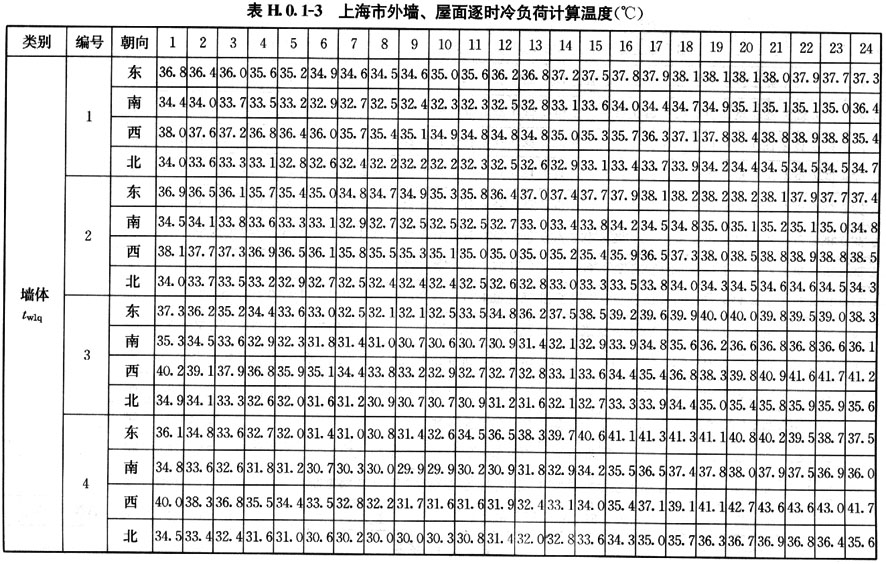 表 H.0.1-3 上海市外墙、屋面逐时冷负荷计算温度(℃)
类别 编号 朝向 1 2 3 4 5 6 7 8 9 10 11 12 13 14 15 16 17 18 19 20 21 22 23 24
墙体 twlq
1
东 36.8 36.4 36.0 35.6 35.2 34.9 34.6 34.5 34.6 35.0 35.6 36.2 36.8 37.2 37.5 37.8 37.9 38.1 38.1 38.1 38.0 37.9 37.7 37.3
南 34.4 34.0 33.7 33.5 33.2 32.9 32.7 32.5 32.4 32.3 32.3 32.5 32.8 33.1 33.6 34.0 34.4 34.7 34.9 35.1 35.1 35.1 35.0 36.4
西 38.0 37.6 37.2 36.8 36.4 36.0 35.7 35.4 35.1 34.9 34.8 34.8 34.8 35.0 35.3 35.7 36.3 37.1 37.8 38.4 38.8 38.9 38.8 35.4
北 34.0 33.6 33.3 33.1 32.8 32.6 32.4 32.2 32.2 32.2 32.3 32.5 32.6 32.9 33.1 33.4 33.7 33.9 34.2 34.4 34.5 34.5 34.5 34.7
2
东 36.9 36.5 36.1 35.7 35.4 35.0 34.8 34.7 34.9 35.3 35.8 36.4 37.0 37.4 37.7 37.9 38.1 38.2 38.2 38.2 38.1 37.9 37.7 37.4
南 34.5 34.1 33.8 33.6 33.3 33.1 32.9 32.7 32.5 32.5 32.5 32.7 33.0 33.4 33.8 34.2 34.5 34.8 35.0 35.1 35.2 35.1 35.0 34.8
西 38.1 37.7 37.3 36.9 36.5 36.1 35.8 35.5 35.3 35.1 35.0 35.0 35.0 35.2 35.4 35.9 36.5 37.3 38.0 38.5 38.8 38.9 38.8 38.5
北 34.0 33.7 33.5 33.2 32.9 32.7 32.5 32.4 32.4 32.4 32.5 32.6 32.8 33.0 33.3 33.5 33.8 34.0 34.3 34.5 34.6 34.6 34.5 34.3
3
东 37.3 36.2 35.2 34.4 33.6 33.0 32.5 32.1 32.1 32.5 33.5 34.8 36.2 37.5 38.5 39.2 39.6 39.9 40.0 40.0 39.8 39.5 39.0 38.3
南 35.3 34.5 33.6 32.9 32.3 31.8 31.4 31.0 30.7 30.6 30.7 30.9 31.4 32.1 32.9 33.9 34.8 35.6 36.2 36.6 36.8 36.8 36.6 36.1
西 40.2 39.1 37.9 36.8 35.9 35.1 34.4 33.8 33.2 32.9 32.7 32.7 32.8 33.1 33.6 34.4 35.4 36.8 38.3 39.8 40.9 41.6 41.7 41.2
北 34.9 34.1 33.3 32.6 32.0 31.6 31.2 30.9 30.7 30.7 30.9 31.2 31.6 32.1 32.7 33.3 33.9 34.4 35.0 35.4 35.8 35.9 35.9 35.6
4
东 36.1 34.8 33.6 32.7 32.0 31.4 31.0 30.8 31.4 32.6 34.5 36.5 38.3 39.7 40.6 41.1 41.3 41.3 41.1 40.8 40.2 39.5 38.7 37.5
南 34.8 33.6 32.6 31.8 31.2 30.7 30.3 30.0 29.9 29.9 30.2 30.9 31.8 32.9 34.2 35.5 36.5 37.4 37.8 38.0 37.9 37.5 36.9 36.0
西 40.0 38.3 36.8 35.5 34.4 33.5 32.8 32.2 31.7 31.6 31.6 31.9 32.4 33.1 34.0 35.4 37.1 39.1 41.1 42.7 43.6 43.6 43.0 41.7
北 34.5 33.4 32.4 31.6 31.0 30.6 30.2 30.0 30.0 30.3 30.8 31.4 32.0 32.8 33.6 34.3 35.0 35.7 36.3 36.7 36.9 36.8 36.4 35.6